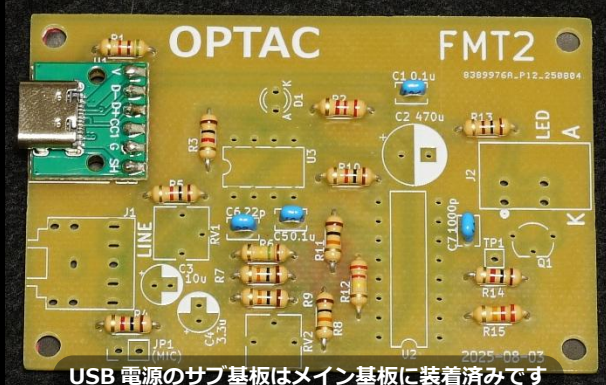 OPTAC
FMT2
8389976A_P12_250804
R1
U1
V
D-
D+
CC1
G
SH
K
D1
A
R2
C1 0.1u
C2 470u
R13
LED
A
J2
K
R3
U3
R10
R5
J1
LINE
RV1
C6 22p
C5 0.1u
C7 1000p
TP1
Q1
R6
R11
R7
C3
10u
R12
R14
R9
C4
3.3u
R8
R15
R4
RV2
JP1
(MIC)
U2
2025-08-03
USB 電源のサブ基板はメイン基板に装着済みです